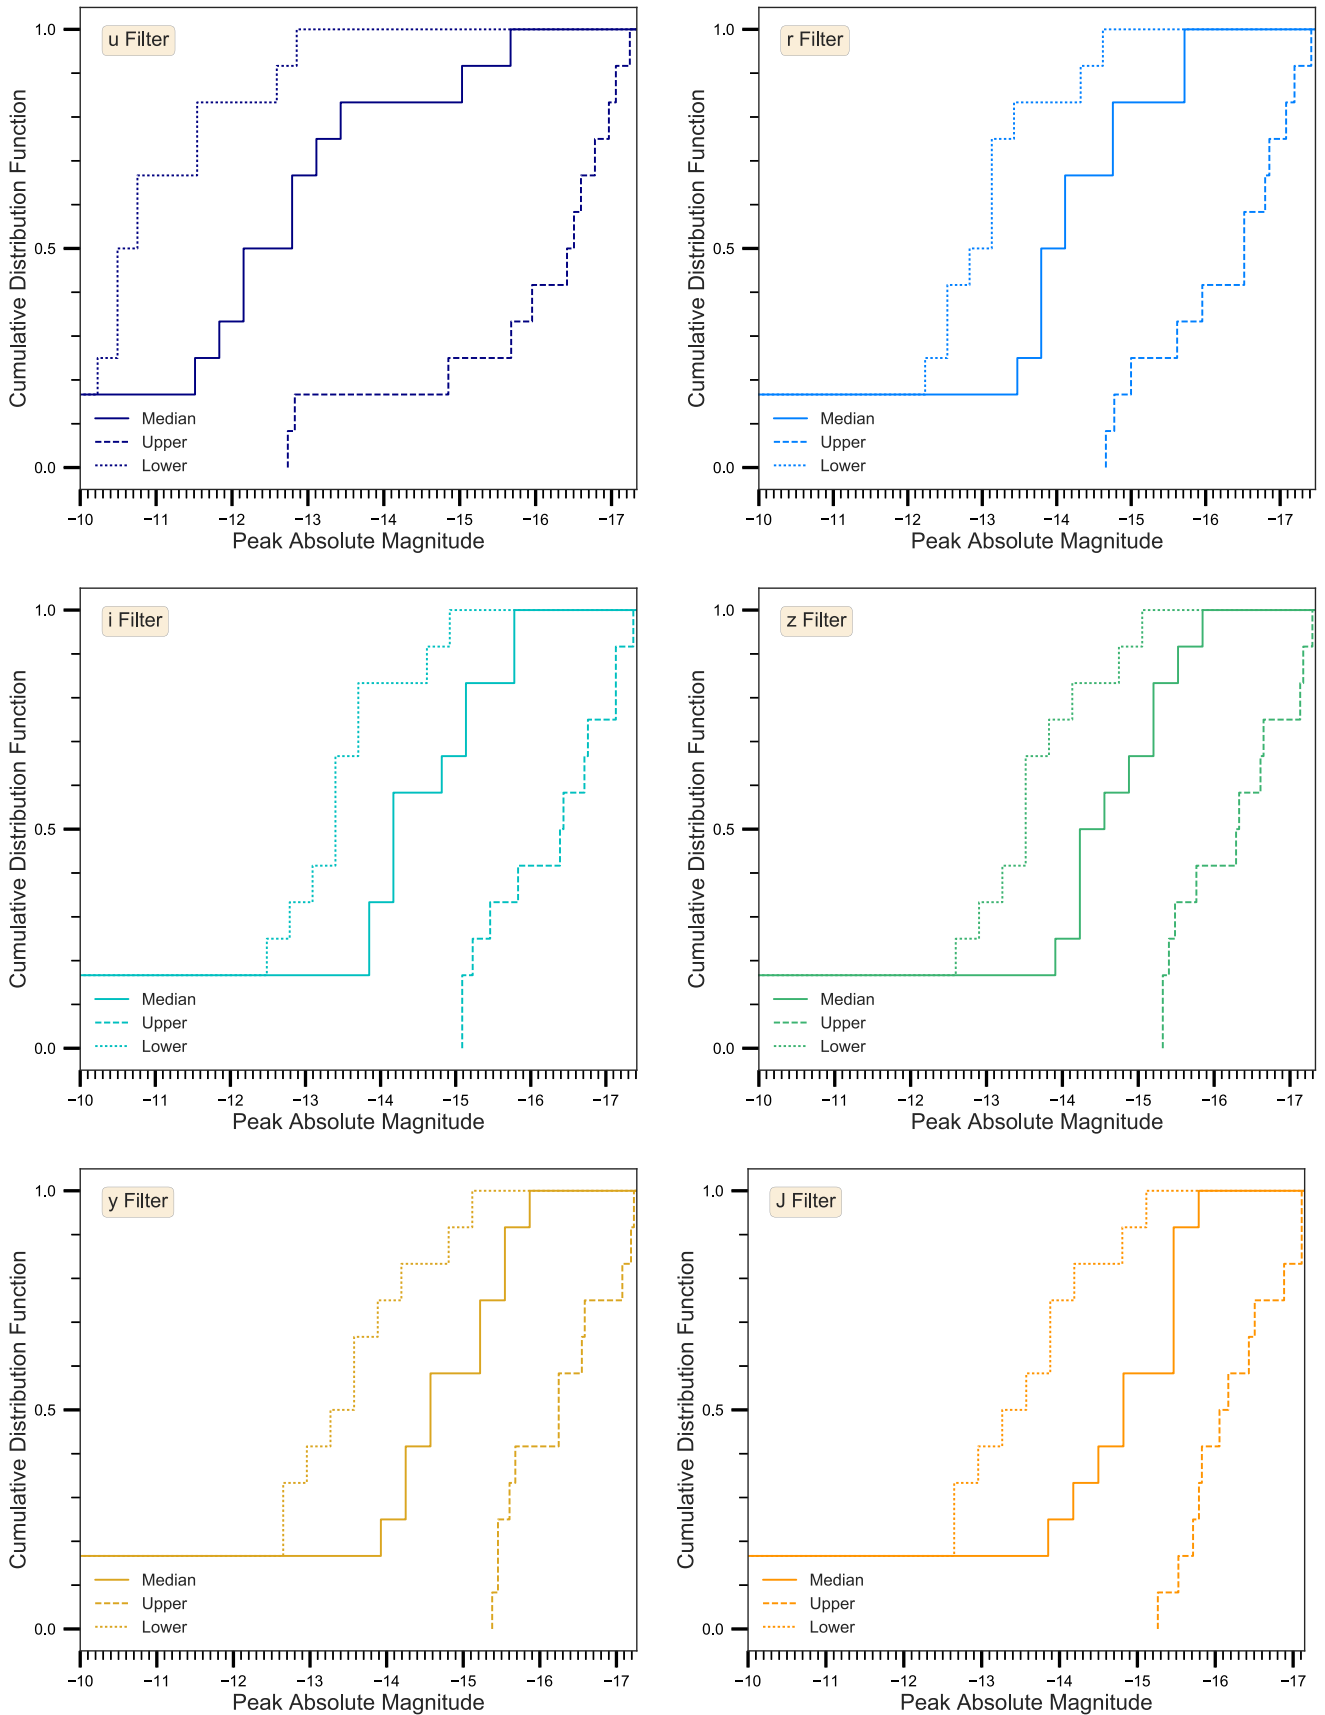 u Filter
Cumulative Distribution Function
1.0
0.5
0.0
Median
Upper
Lower
−10 −11 −12 −13 −14 −15 −16 −17
Peak Absolute Magnitude
r Filter
Cumulative Distribution Function
1.0
0.5
0.0
Median
Upper
Lower
−10 −11 −12 −13 −14 −15 −16 −17
Peak Absolute Magnitude
i Filter
Cumulative Distribution Function
1.0
0.5
0.0
Median
Upper
Lower
−10 −11 −12 −13 −14 −15 −16 −17
Peak Absolute Magnitude
z Filter
Cumulative Distribution Function
1.0
0.5
0.0
Median
Upper
Lower
−10 −11 −12 −13 −14 −15 −16 −17
Peak Absolute Magnitude
y Filter
Cumulative Distribution Function
1.0
0.5
0.0
Median
Upper
Lower
−10 −11 −12 −13 −14 −15 −16 −17
Peak Absolute Magnitude
J Filter
Cumulative Distribution Function
1.0
0.5
0.0
Median
Upper
Lower
−10 −11 −12 −13 −14 −15 −16 −17
Peak Absolute Magnitude